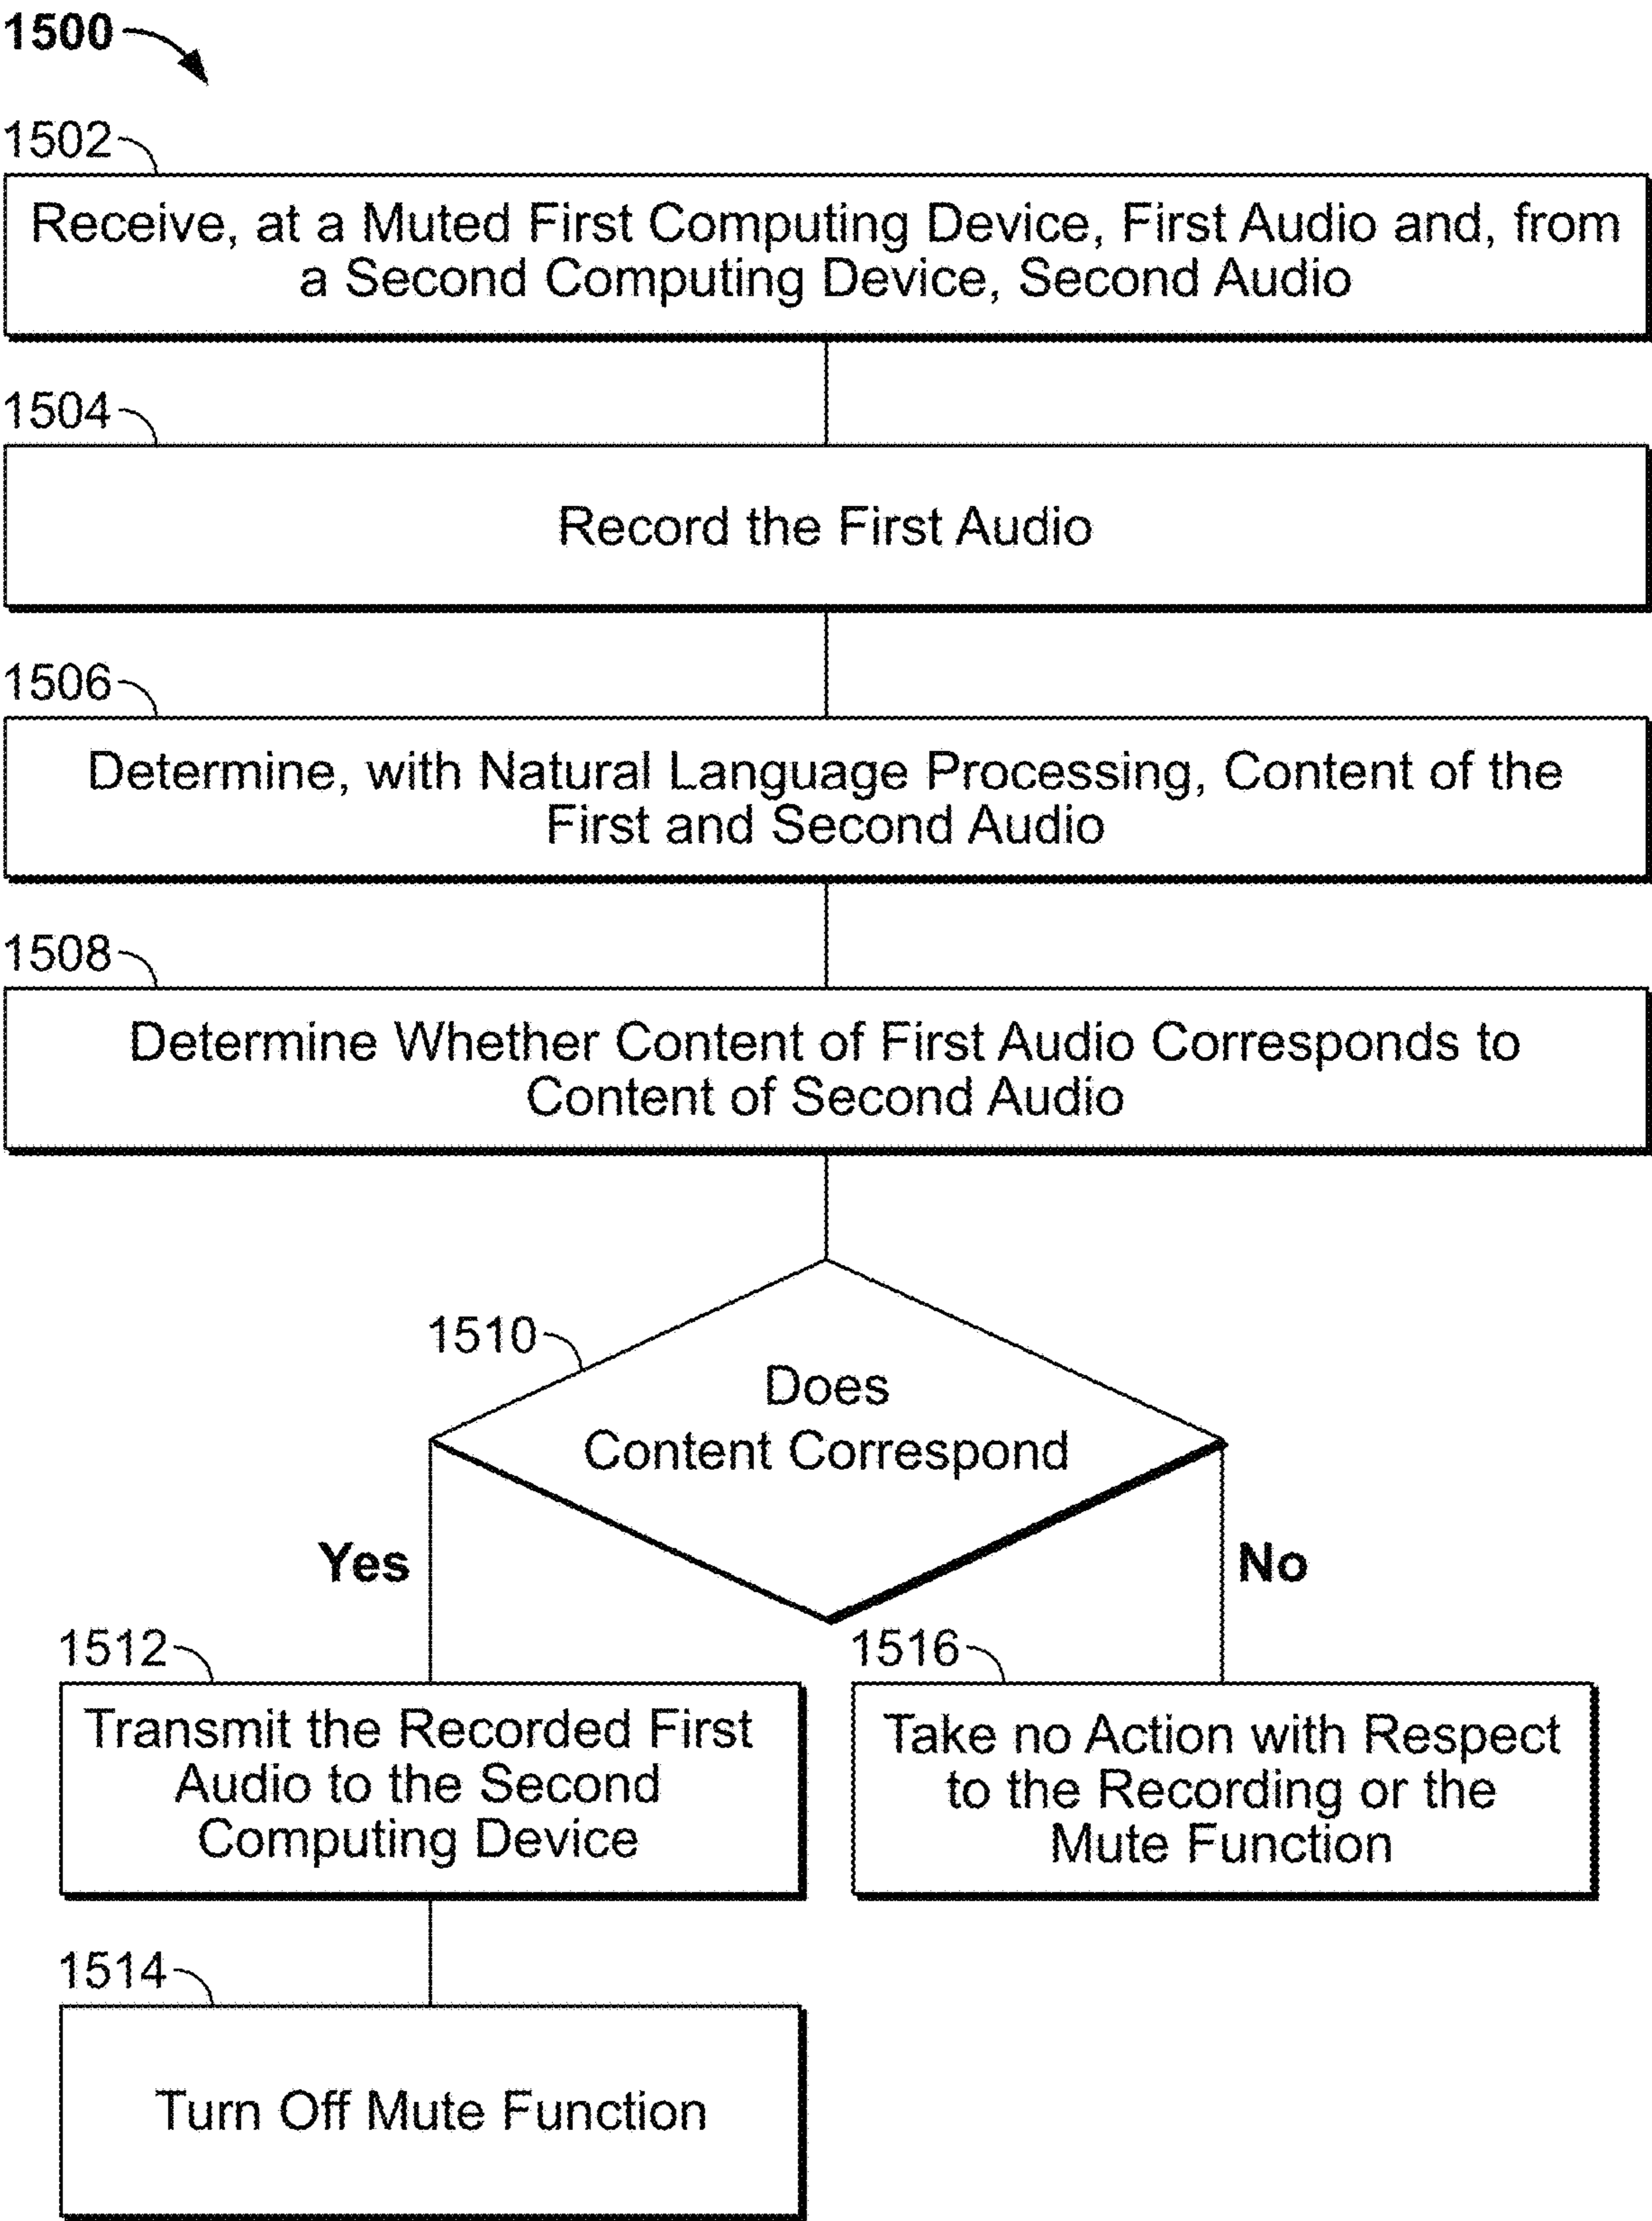 1500
1502
Receive, at a Muted First Computing Device, First Audio and, from
a Second Computing Device, Second Audio
1504
Record the First Audio
1506
Determine, with Natural Language Processing, Content of the
First and Second Audio
1508
Determine Whether Content of First Audio Corresponds to
Content of Second Audio
1510
Does
Content Correspond
Yes
No
1512
Transmit the Recorded First
Audio to the Second
Computing Device
1516
Take no Action with Respect
to the Recording or the
Mute Function
1514
Turn Off Mute Function